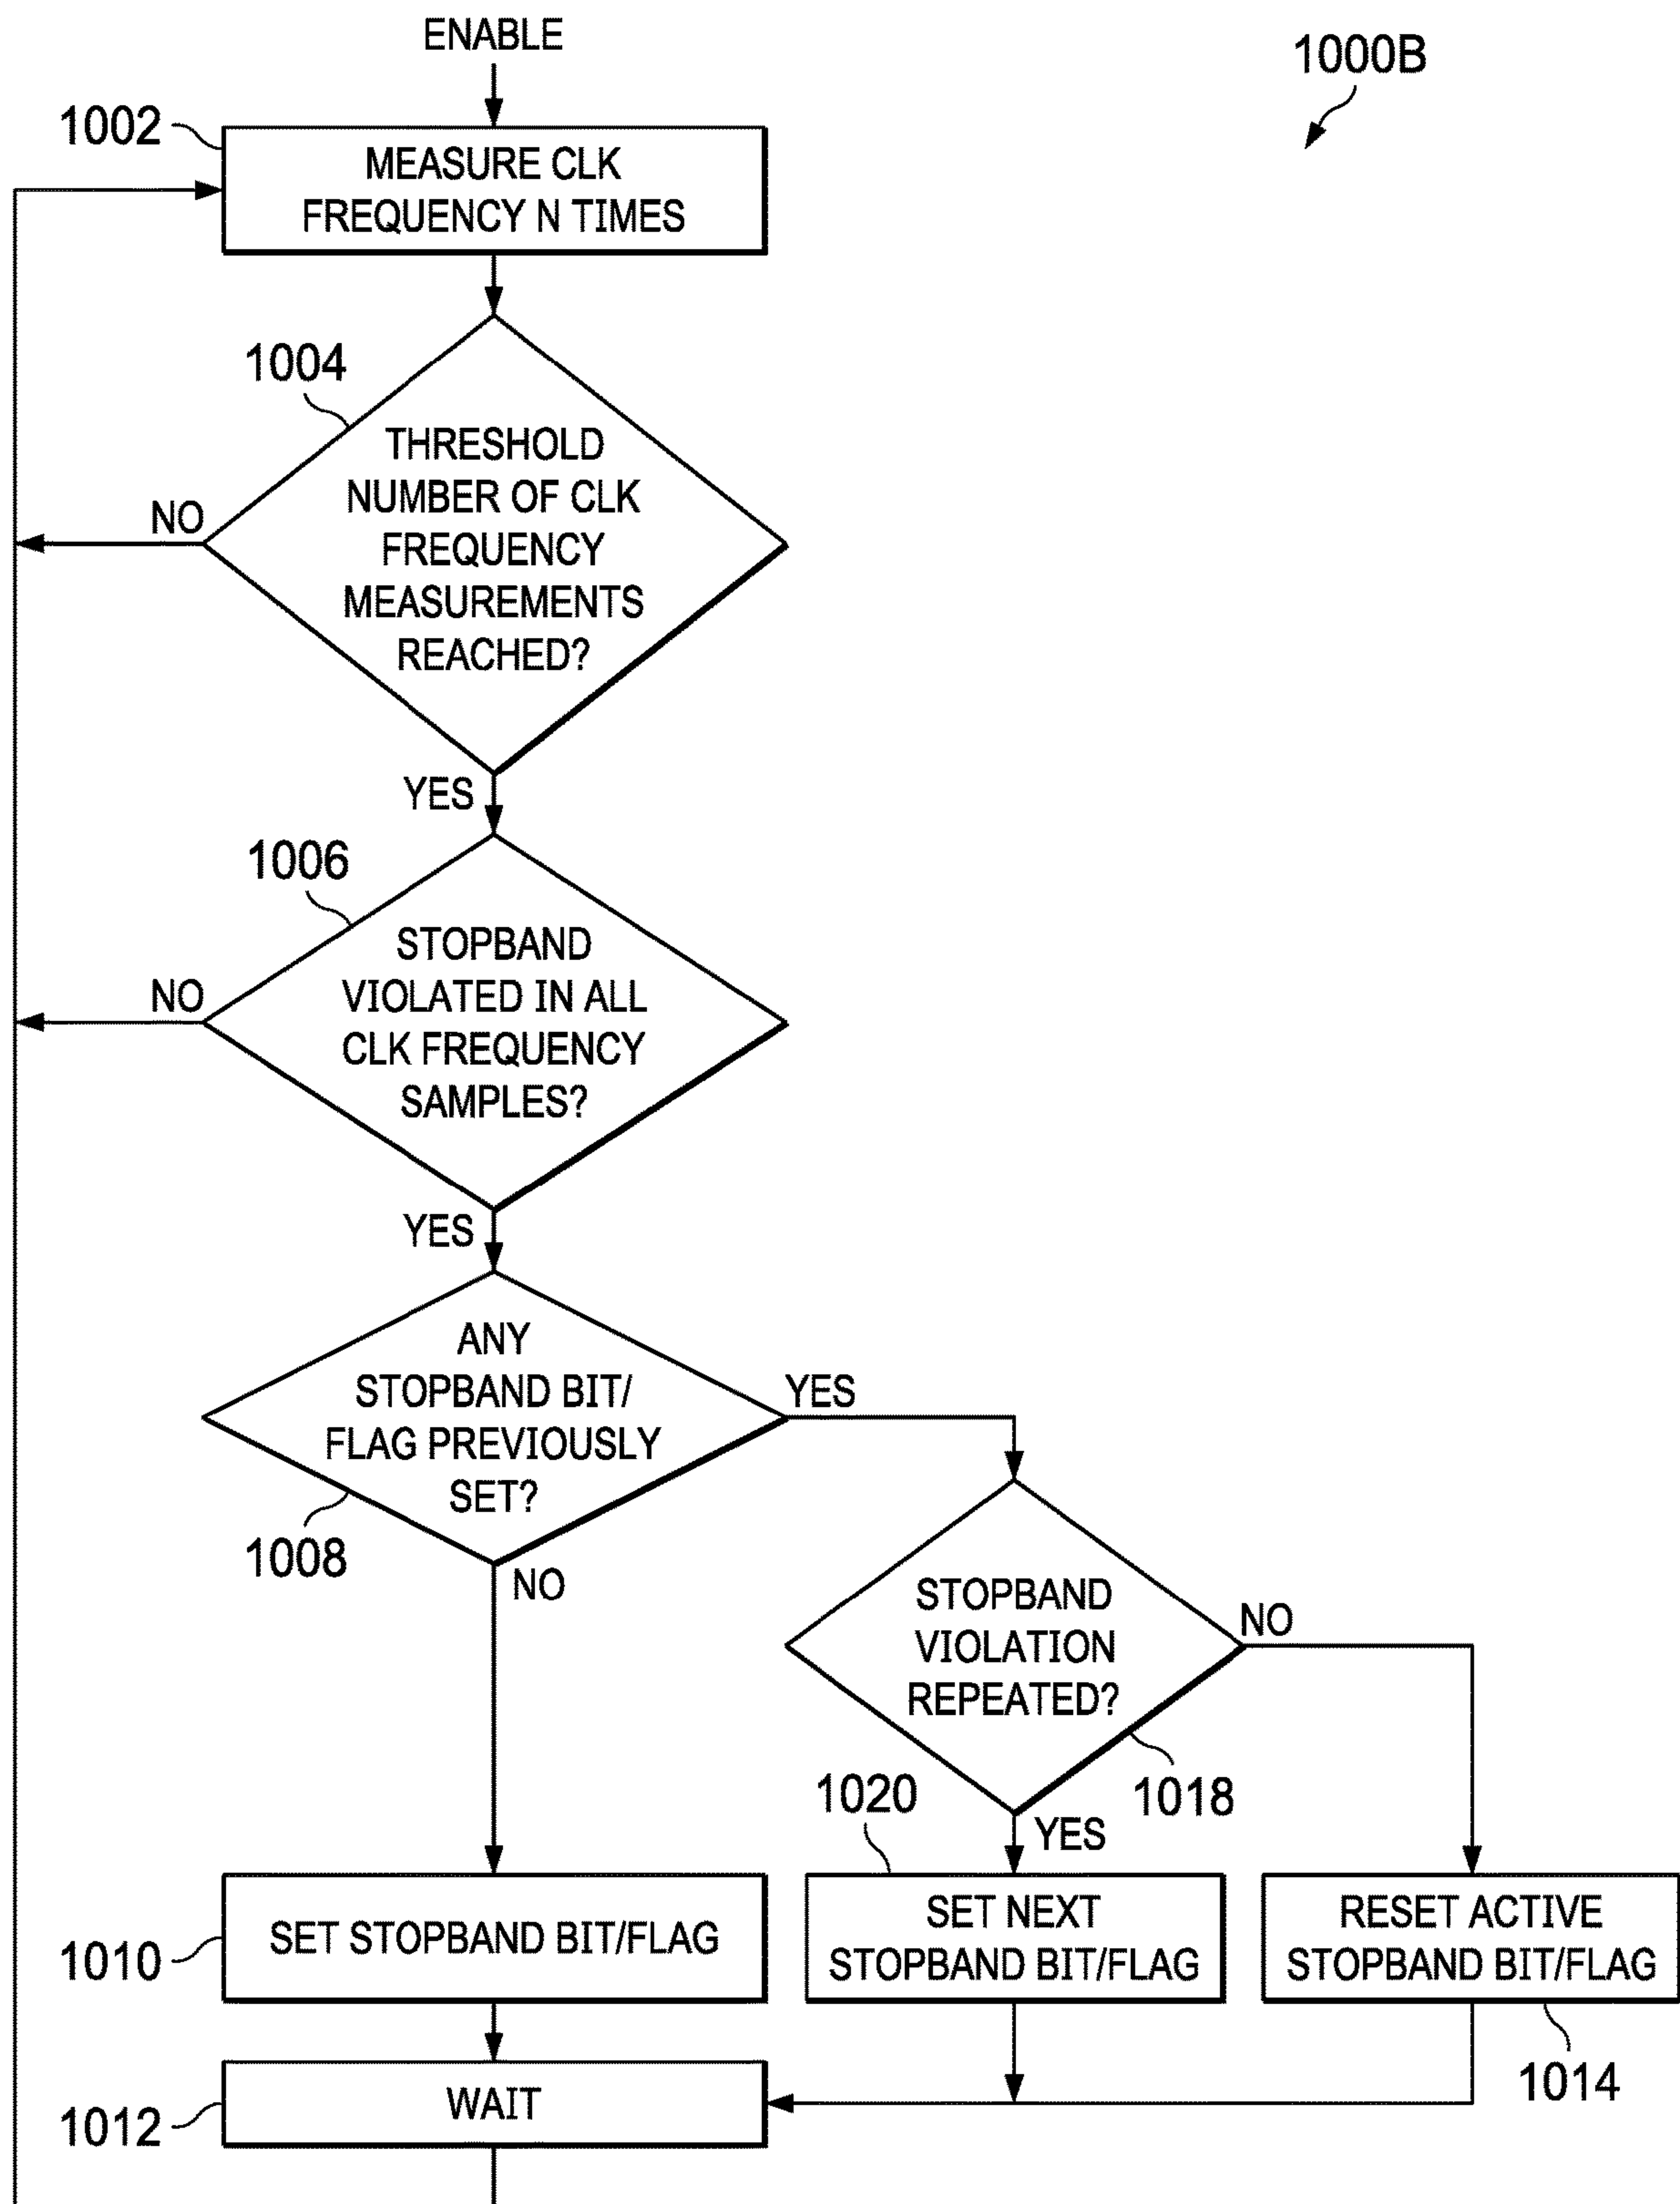 ENABLE
1000B
1002
MEASURE CLK
FREQUENCY N TIMES
1004
THRESHOLD
NUMBER OF CLK
FREQUENCY
MEASUREMENTS
REACHED?
NO
YES
1006
STOPBAND
VIOLATED IN ALL
CLK FREQUENCY
SAMPLES?
NO
YES
ANY
STOPBAND BIT/
FLAG PREVIOUSLY
SET?
YES
1008
NO
STOPBAND
VIOLATION
REPEATED?
NO
1018
YES
1020
SET STOPBAND BIT/FLAG
1010
SET NEXT
STOPBAND BIT/FLAG
RESET ACTIVE
STOPBAND BIT/FLAG
1014
WAIT
1012